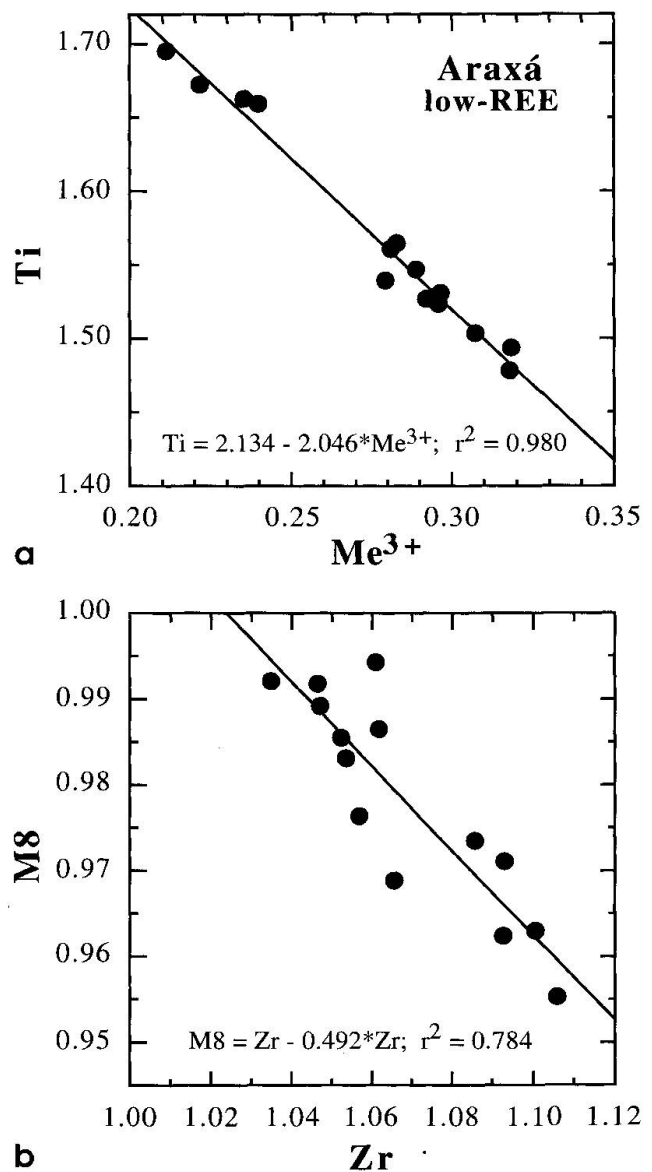 Araxá
low-REE
1.70
1.60
1.50
1.40
Ti
Ti = 2.134 - 2.046*Me³⁺; r² = 0.980
0.20 0.25 0.30 0.35
Me³⁺
a
1.00
0.99
0.98
0.97
0.96
0.95
M8
M8 = Zr - 0.492*Zr; r² = 0.784
1.00 1.02 1.04 1.06 1.08 1.10 1.12
Zr
b